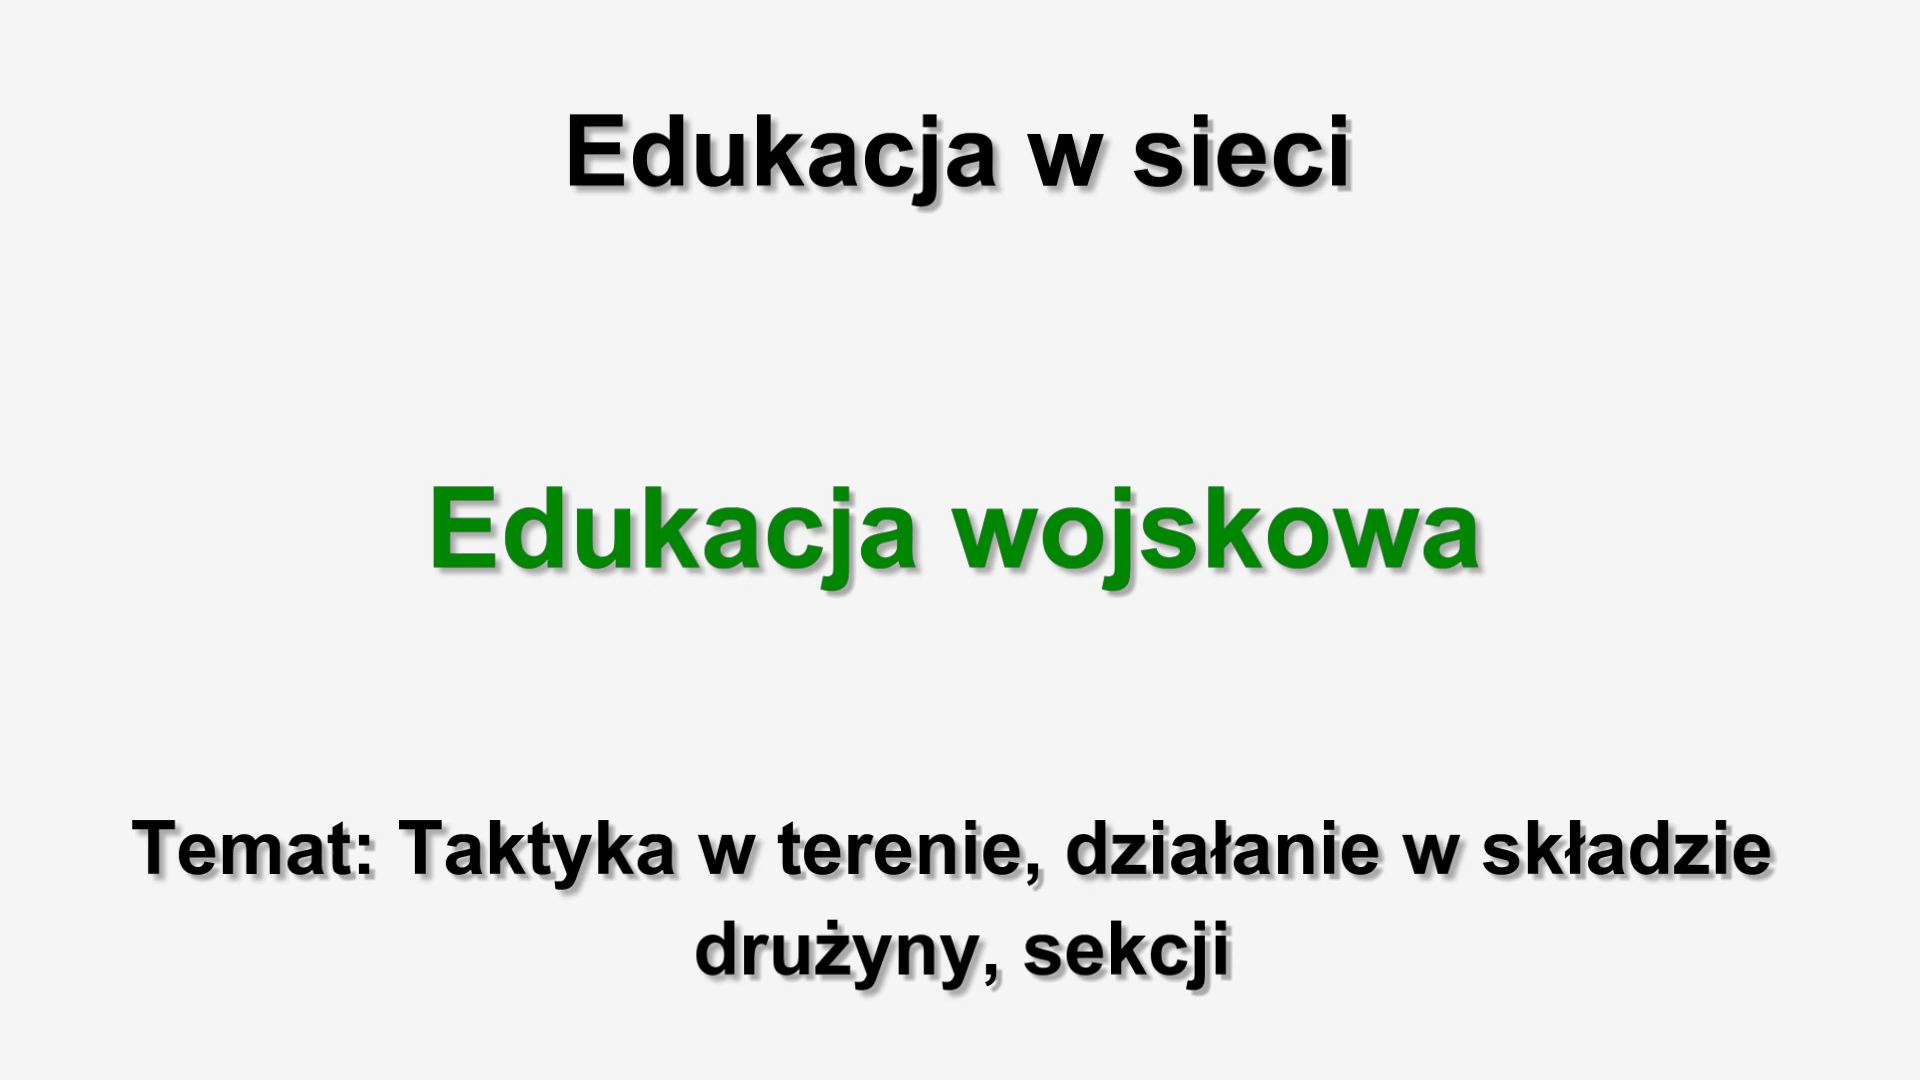 Edukacja w sieci
Edukacja wojskowa
Temat: Taktyka w terenie, działanie w składzie
drużyny, sekcji